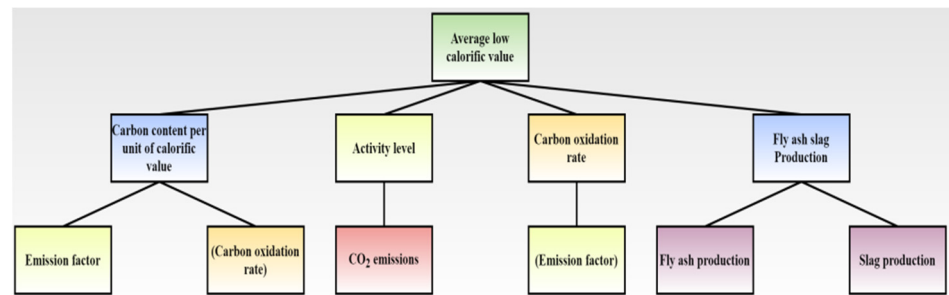 Average low
calorific value
Carbon content per
unit of calorific
value
Activity level
Carbon oxidation
rate
Fly ash slag
Production
Emission factor
(Carbon oxidation
rate)
CO₂ emissions
(Emission factor)
Fly ash production
Slag production